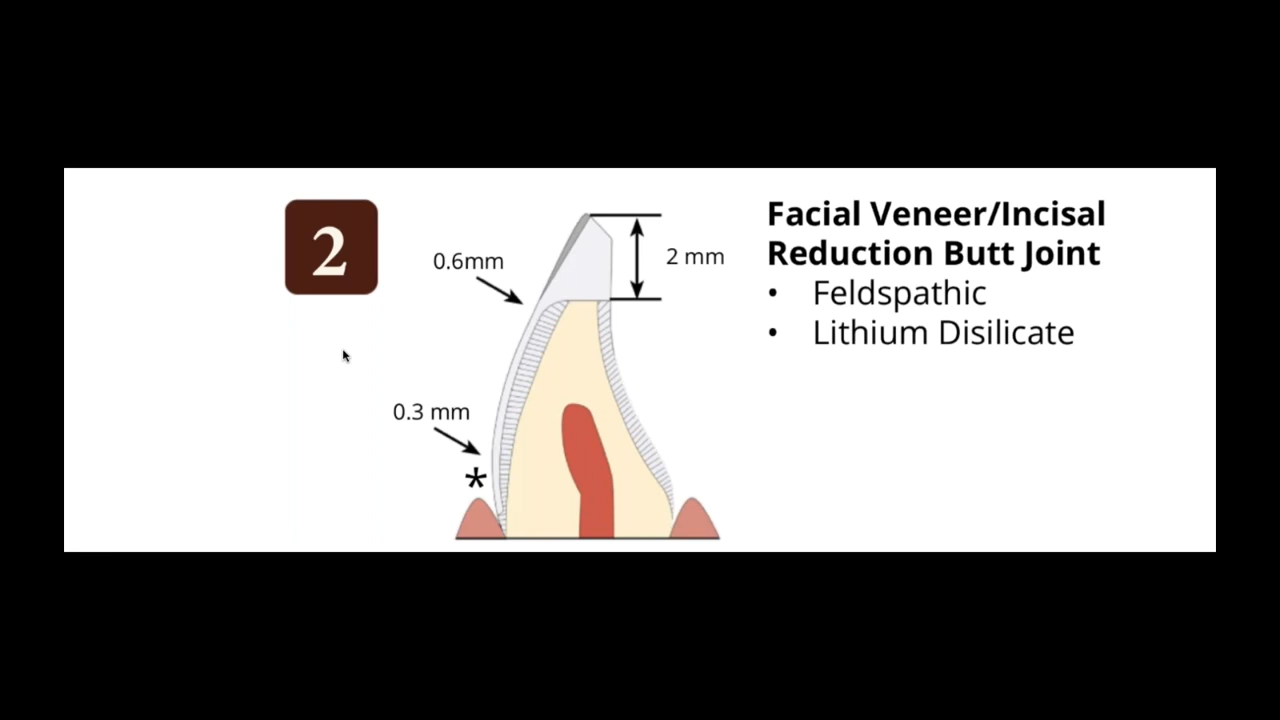 2
0.6mm
2 mm
0.3 mm
*
Facial Veneer/Incisal
Reduction Butt Joint
• Feldspathic
• Lithium Disilicate